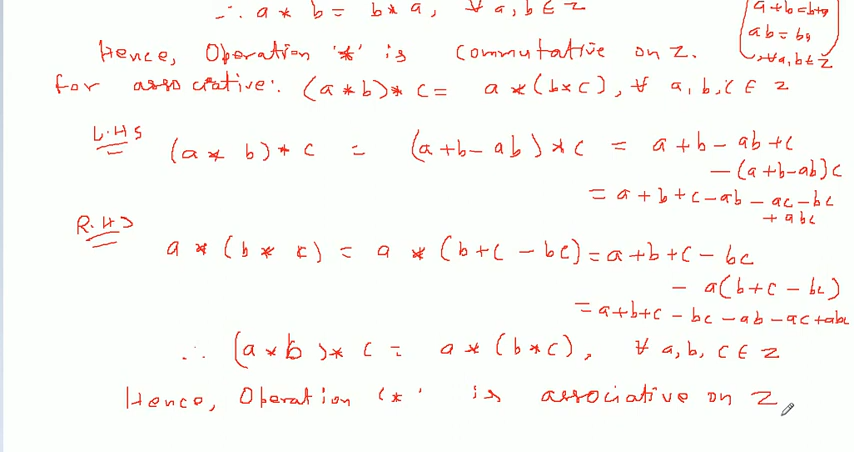 ∴ a * b = b * a, ∀ a, b ∈ Z
a + b = b + a
ab = ba
, ∀ a, b ∈ Z
Hence, Operation '*' is commutative on Z.
for associative: (a * b) * c = a * (b * c), ∀ a, b, c ∈ Z
L.H.S
(a * b) * c = (a + b - ab) * c = a + b - ab + c
- (a + b - ab) c
= a + b + c - ab - ac - bc
+ abc
R.H.S
a * (b * c) = a * (b + c - bc) = a + b + c - bc
- a (b + c - bc)
= a + b + c - bc - ab - ac + abc
∴ (a * b) * c = a * (b * c), ∀ a, b, c ∈ Z
Hence, Operation '*' is associative on Z.